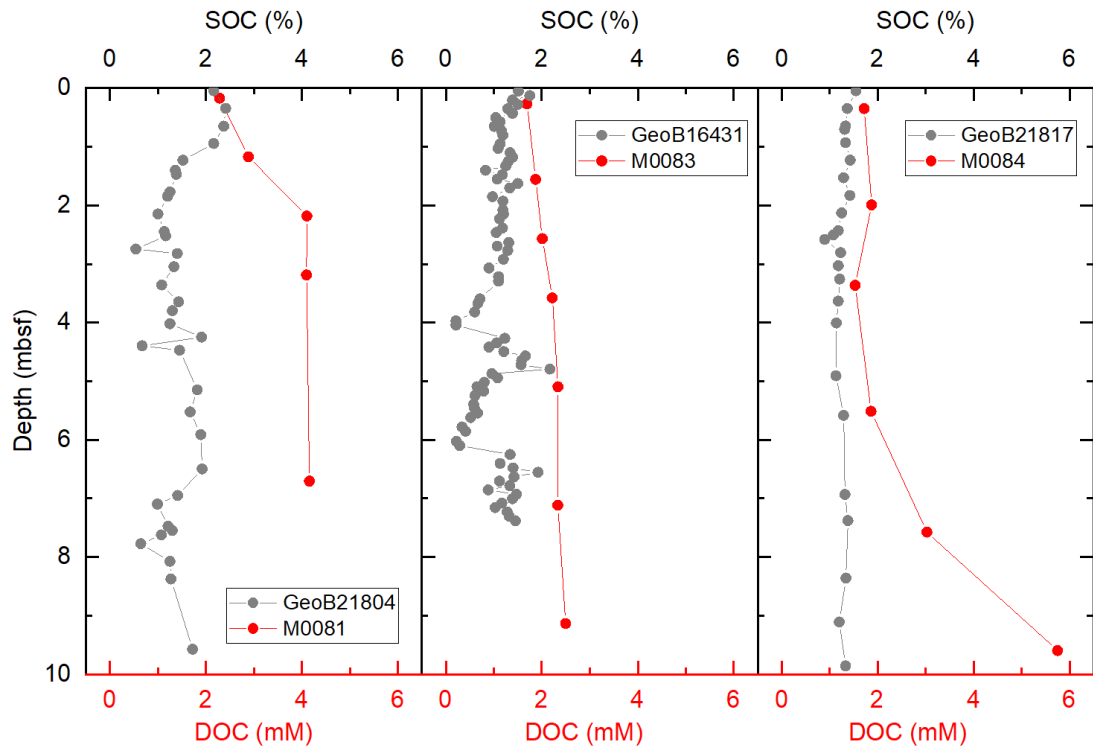 SOC (%) SOC (%) SOC (%)
0 2 4 6 0 2 4 6 0 2 4 6
0
GeoB16431
M0083
GeoB21817
M0084
2
4
Depth (mbsf)
6
8
GeoB21804
M0081
10
0 2 4 6 0 2 4 6 0 2 4 6
DOC (mM) DOC (mM) DOC (mM)